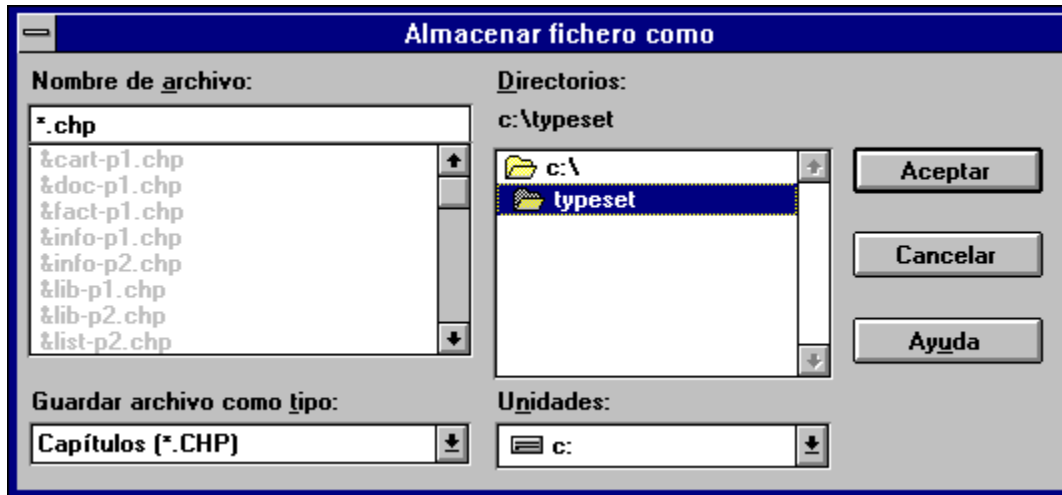 Almacenar fichero como
Nombre de archivo:
*.chp
&cart-p1.chp
&doc-p1.chp
&fact-p1.chp
&info-p1.chp
&info-p2.chp
&lib-p1.chp
&lib-p2.chp
&list-p2.chp
Guardar archivo como tipo:
Capítulos (*.CHP)
Directorios:
c:\typeset
c:\
typeset
Unidades:
c:
Aceptar
Cancelar
Ayuda